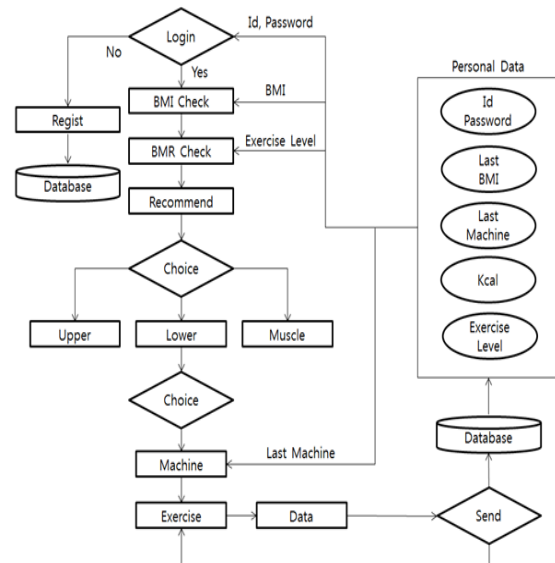 Id, Password
Login
No
Yes
Personal Data
BMI Check
BMI
Id
Password
Regist
BMR Check
Exercise Level
Last
BMI
Database
Recommend
Last
Machine
Choice
Kcal
Upper
Lower
Muscle
Exercise
Level
Choice
Database
Machine
Last Machine
Exercise
Data
Send